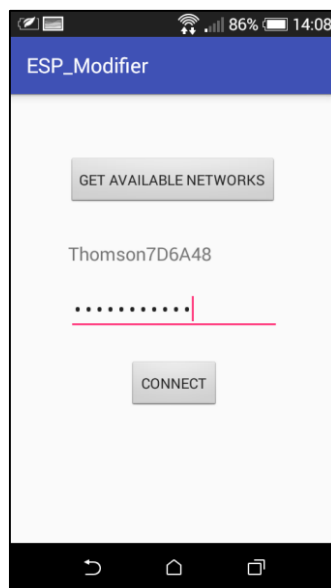 86% 14:08
ESP_Modifier
GET AVAILABLE NETWORKS
Thomson7D6A48
•••••••••••
CONNECT